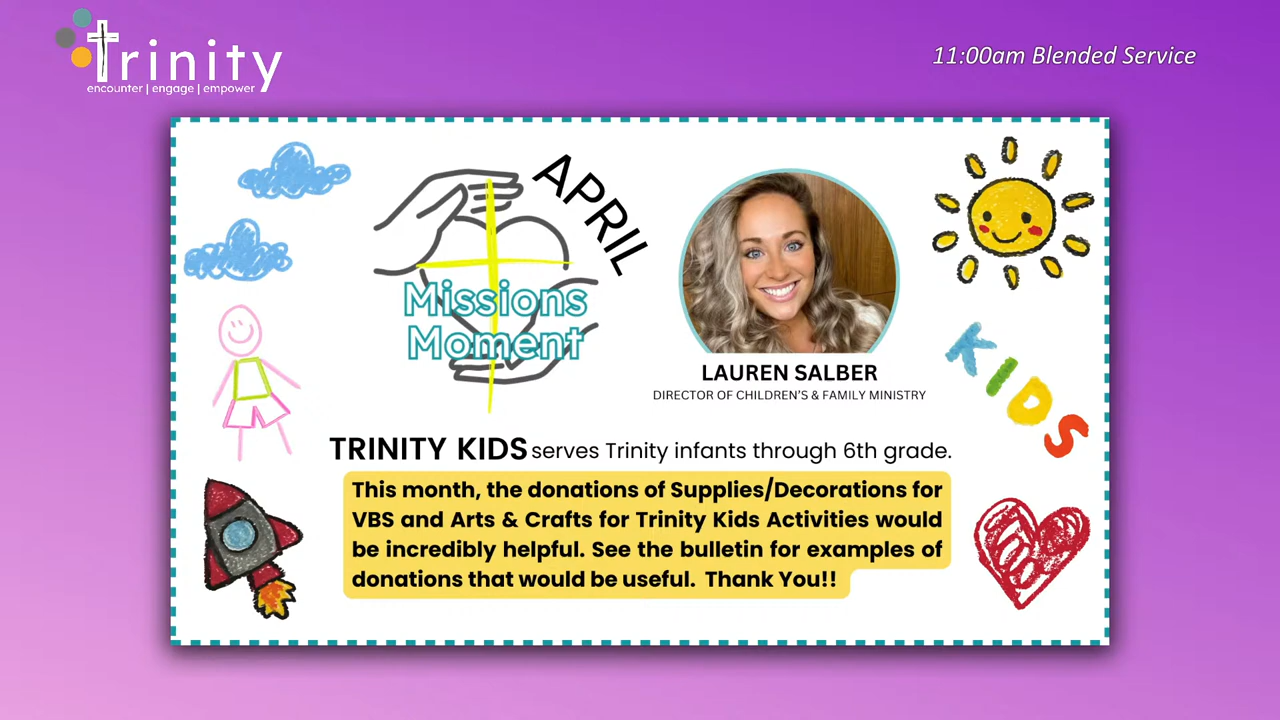 trinity
encounter | engage | empower
11:00am Blended Service
APRIL
Missions
Moment
LAUREN SALBER
DIRECTOR OF CHILDREN'S & FAMILY MINISTRY
KIDS
TRINITY KIDS serves Trinity infants through 6th grade.
This month, the donations of Supplies/Decorations for
VBS and Arts & Crafts for Trinity Kids Activities would
be incredibly helpful. See the bulletin for examples of
donations that would be useful. Thank You!!